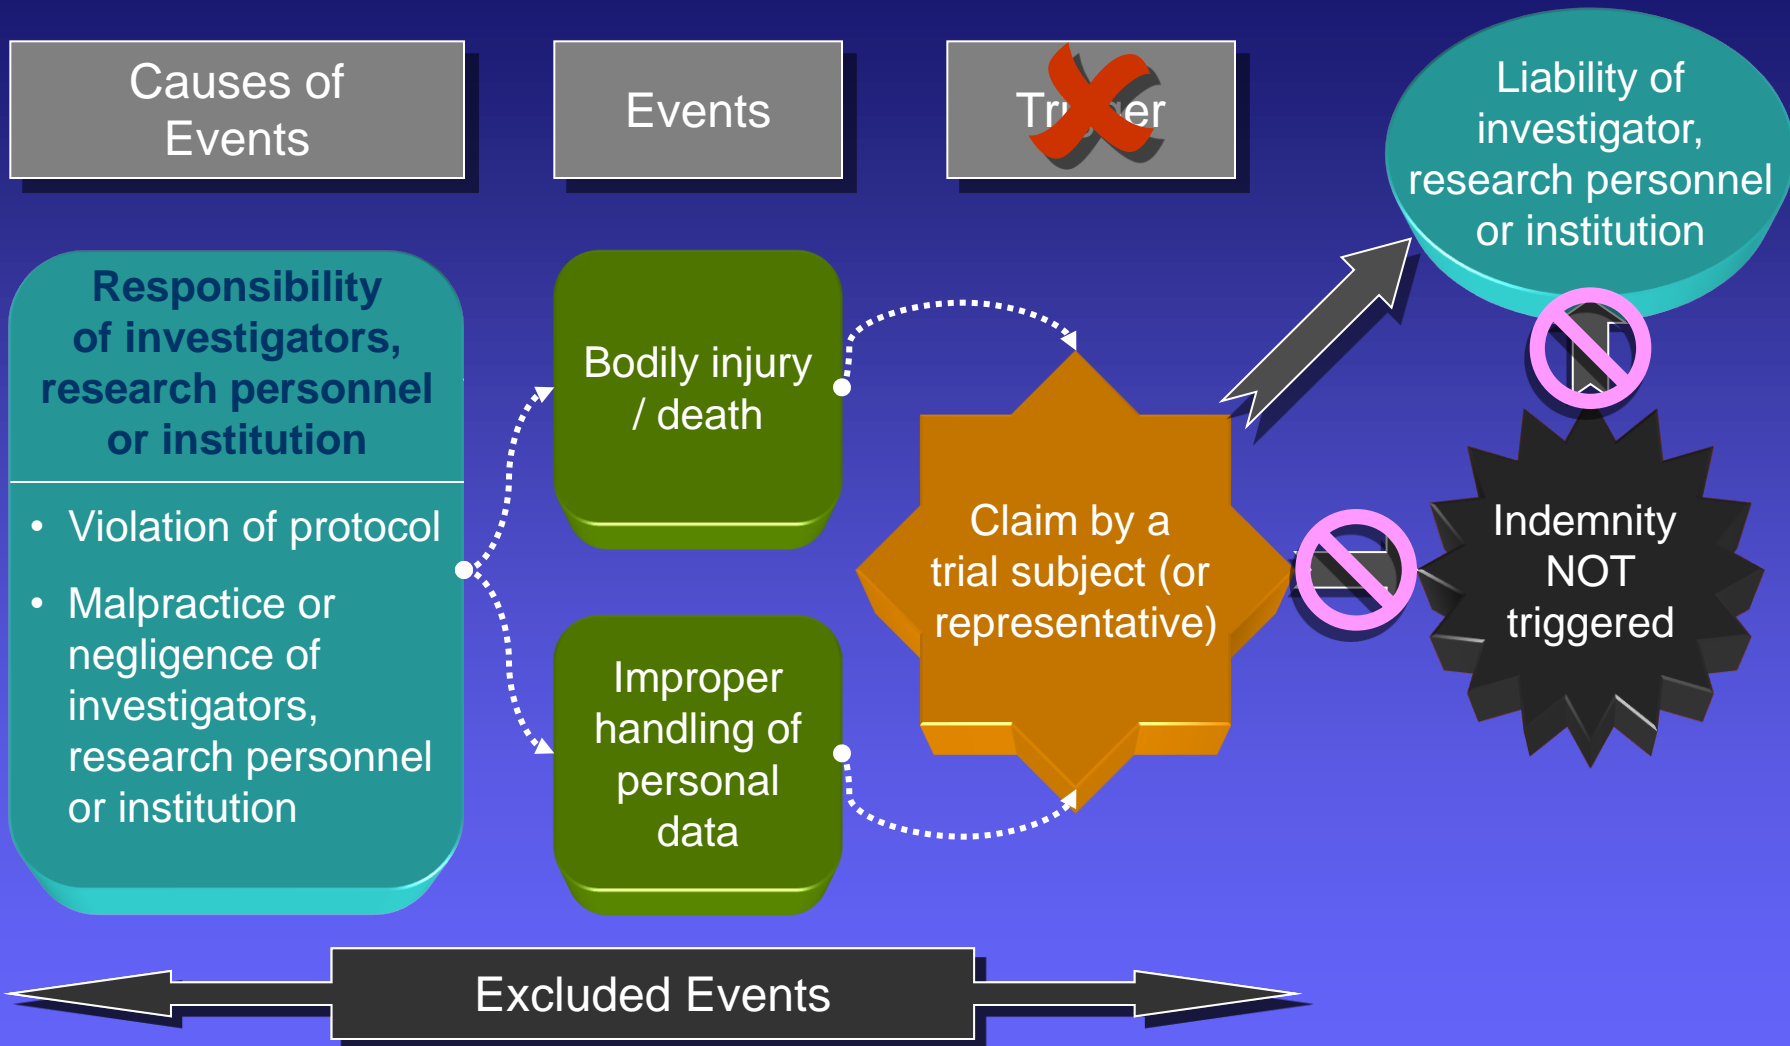 Causes of
Events
Events
Liability of
investigator,
research personnel
or institution
Responsibility
of investigators,
research personnel
or institution
• Violation of protocol
• Malpractice or
negligence of
investigators,
research personnel
or institution
Bodily injury
/ death
Improper
handling of
personal
data
Claim by a
trial subject (or
representative)
Indemnity
NOT
triggered
Excluded Events